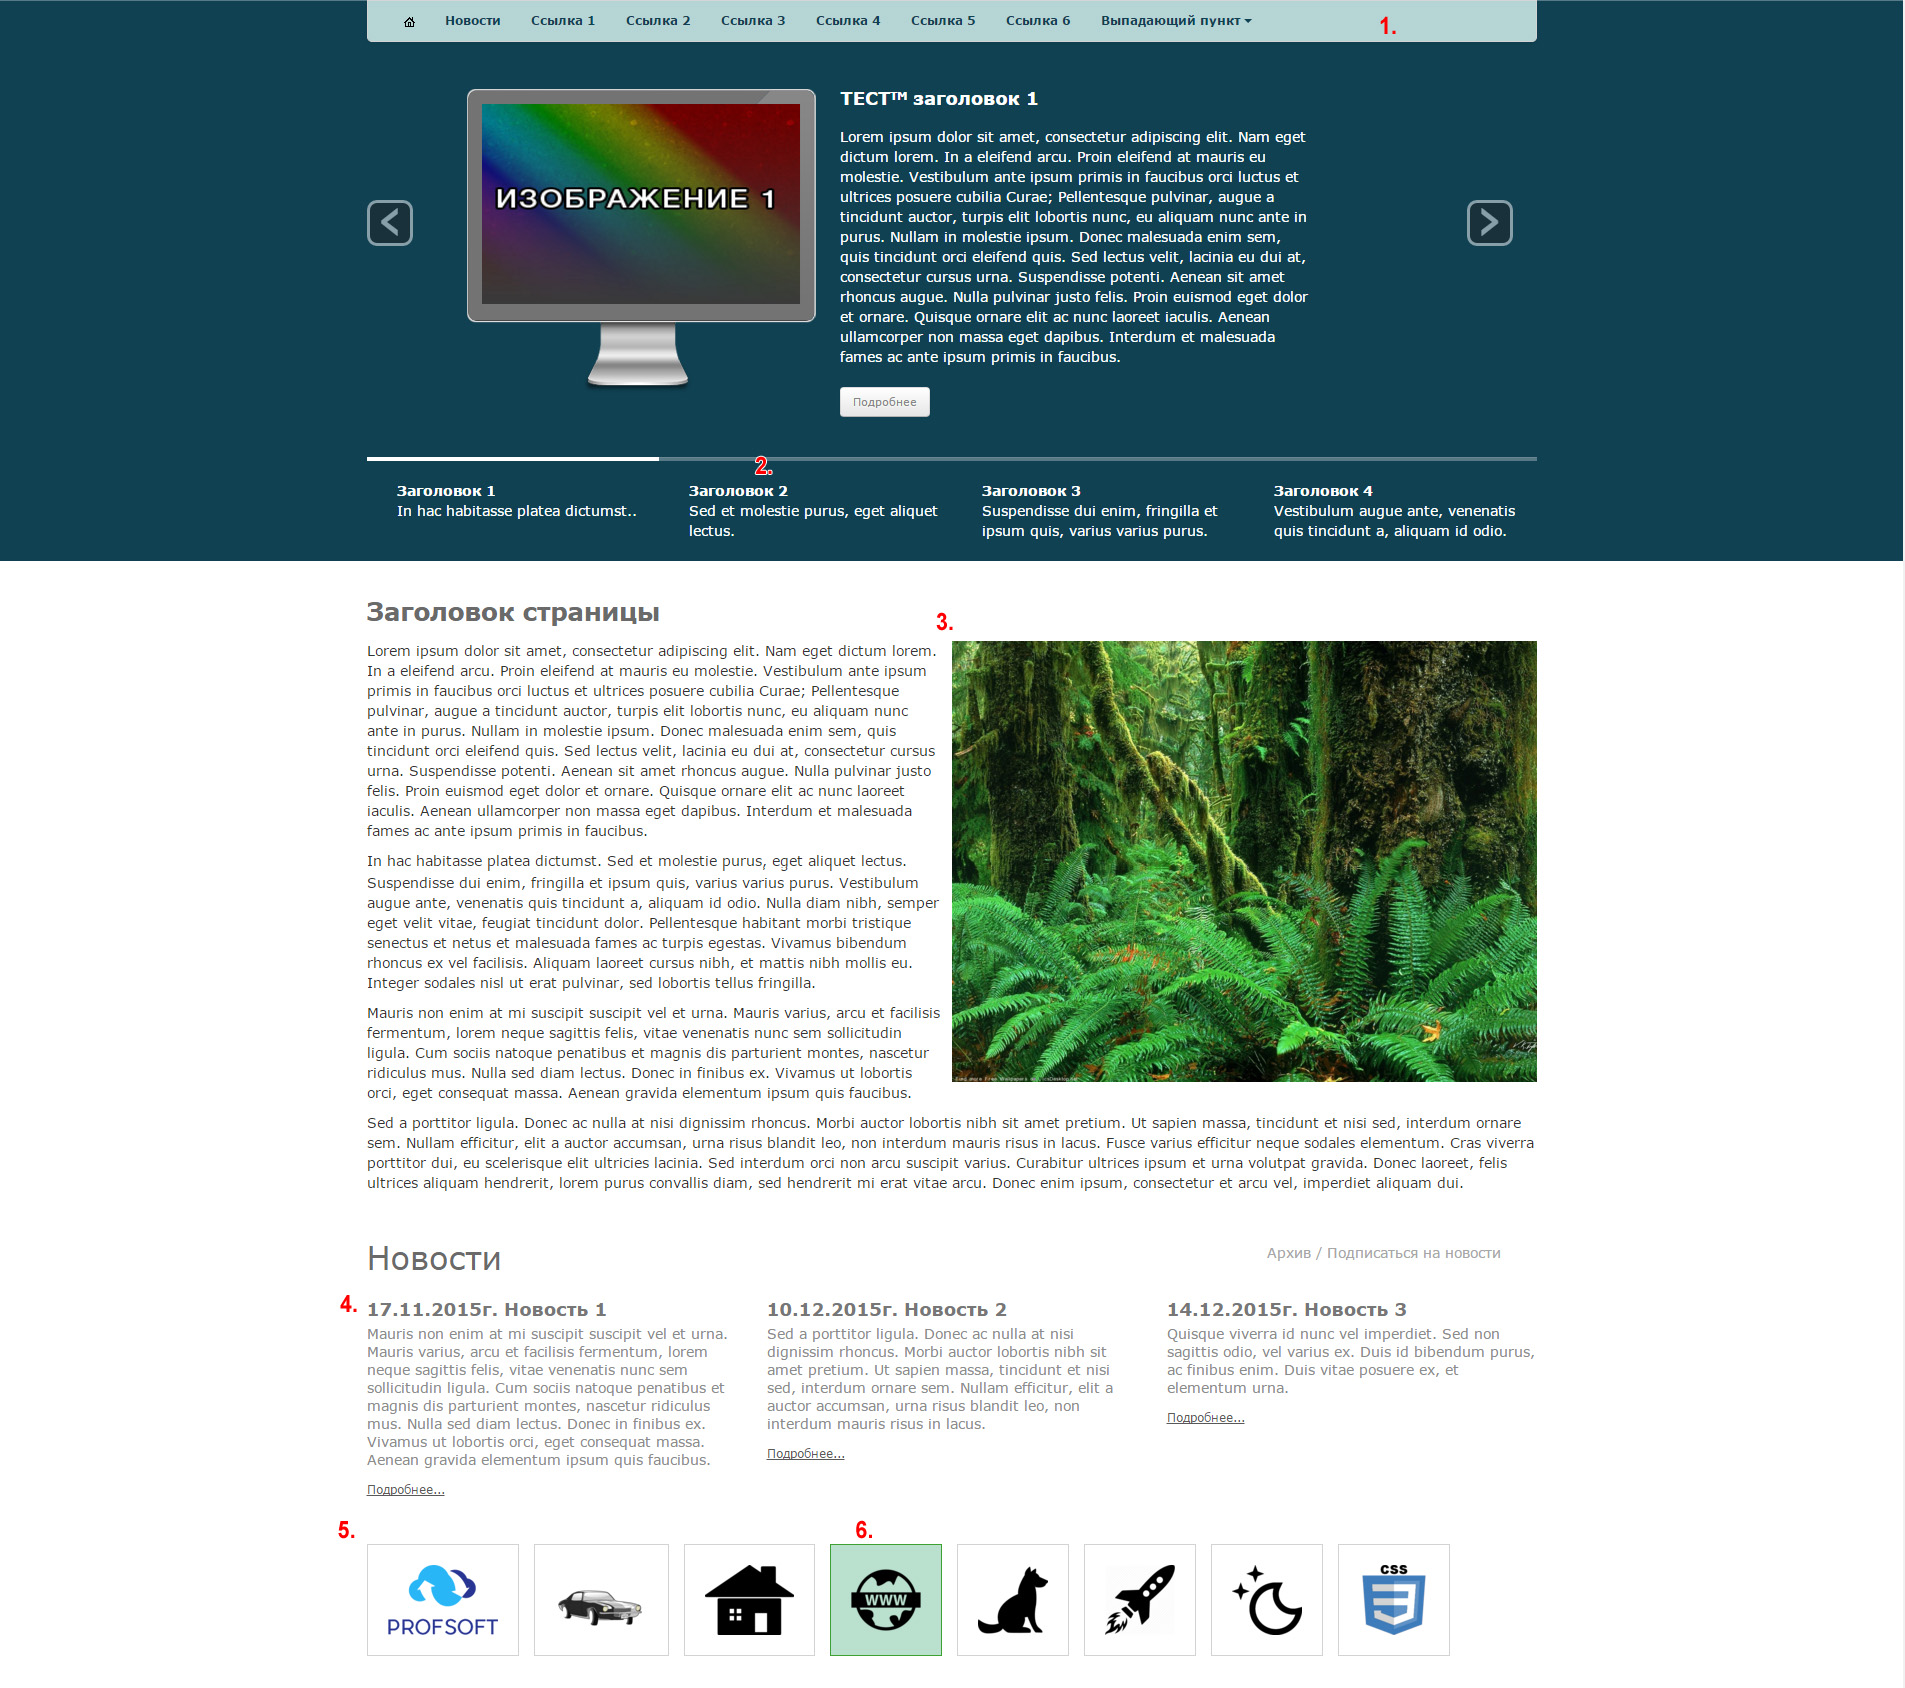 Новости Ссылка 1 Ссылка 2 Ссылка 3 Ссылка 4 Ссылка 5 Ссылка 6 Выпадающий пункт
1.
ИЗОБРАЖЕНИЕ 1
ТЕСТ™ заголовок 1
Lorem ipsum dolor sit amet, consectetur adipiscing elit. Nam eget
dictum lorem. In a eleifend arcu. Proin eleifend at mauris eu
molestie. Vestibulum ante ipsum primis in faucibus orci luctus et
ultrices posuere cubilia Curae; Pellentesque pulvinar, augue a
tincidunt auctor, turpis elit lobortis nunc, eu aliquam nunc ante in
purus. Nullam in molestie ipsum. Donec malesuada enim sem,
quis tincidunt orci eleifend quis. Sed lectus velit, lacinia eu dui at,
consectetur cursus urna. Suspendisse potenti. Aenean sit amet
rhoncus augue. Nulla pulvinar justo felis. Proin euismod eget dolor
et ornare. Quisque ornare elit ac nunc laoreet iaculis. Aenean
ullamcorper non massa eget dapibus. Interdum et malesuada
fames ac ante ipsum primis in faucibus.
Подробнее
2.
Заголовок 1
In hac habitasse platea dictumst..
Заголовок 2
Sed et molestie purus, eget aliquet
lectus.
Заголовок 3
Suspendisse dui enim, fringilla et
ipsum quis, varius varius purus.
Заголовок 4
Vestibulum augue ante, venenatis
quis tincidunt a, aliquam id odio.
Заголовок страницы
3.
Lorem ipsum dolor sit amet, consectetur adipiscing elit. Nam eget dictum lorem.
In a eleifend arcu. Proin eleifend at mauris eu molestie. Vestibulum ante ipsum
primis in faucibus orci luctus et ultrices posuere cubilia Curae; Pellentesque
pulvinar, augue a tincidunt auctor, turpis elit lobortis nunc, eu aliquam nunc
ante in purus. Nullam in molestie ipsum. Donec malesuada enim sem, quis
tincidunt orci eleifend quis. Sed lectus velit, lacinia eu dui at, consectetur cursus
urna. Suspendisse potenti. Aenean sit amet rhoncus augue. Nulla pulvinar justo
felis. Proin euismod eget dolor et ornare. Quisque ornare elit ac nunc laoreet
iaculis. Aenean ullamcorper non massa eget dapibus. Interdum et malesuada
fames ac ante ipsum primis in faucibus.
In hac habitasse platea dictumst. Sed et molestie purus, eget aliquet lectus.
Suspendisse dui enim, fringilla et ipsum quis, varius varius purus. Vestibulum
augue ante, venenatis quis tincidunt a, aliquam id odio. Nulla diam nibh, semper
eget velit vitae, feugiat tincidunt dolor. Pellentesque habitant morbi tristique
senectus et netus et malesuada fames ac turpis egestas. Vivamus bibendum
rhoncus ex vel facilisis. Aliquam laoreet cursus nibh, et mattis nibh mollis eu.
Integer sodales nisl ut erat pulvinar, sed lobortis tellus fringilla.
Mauris non enim at mi suscipit suscipit vel et urna. Mauris varius, arcu et facilisis
fermentum, lorem neque sagittis felis, vitae venenatis nunc sem sollicitudin
ligula. Cum sociis natoque penatibus et magnis dis parturient montes, nascetur
ridiculus mus. Nulla sed diam lectus. Donec in finibus ex. Vivamus ut lobortis
orci, eget consequat massa. Aenean gravida elementum ipsum quis faucibus.
Sed a porttitor ligula. Donec ac nulla at nisi dignissim rhoncus. Morbi auctor lobortis nibh sit amet pretium. Ut sapien massa, tincidunt et nisi sed, interdum ornare
sem. Nullam efficitur, elit a auctor accumsan, urna risus blandit leo, non interdum mauris risus in lacus. Fusce varius efficitur neque sodales elementum. Cras viverra
porttitor dui, eu scelerisque elit ultricies lacinia. Sed interdum orci non arcu suscipit varius. Curabitur ultrices ipsum et urna volutpat gravida. Donec laoreet, felis
ultrices aliquam hendrerit, lorem purus convallis diam, sed hendrerit mi erat vitae arcu. Donec enim ipsum, consectetur et arcu vel, imperdiet aliquam dui.
Новости
Архив / Подписаться на новости
4.
17.11.2015г. Новость 1
Mauris non enim at mi suscipit suscipit vel et urna.
Mauris varius, arcu et facilisis fermentum, lorem
neque sagittis felis, vitae venenatis nunc sem
sollicitudin ligula. Cum sociis natoque penatibus et
magnis dis parturient montes, nascetur ridiculus
mus. Nulla sed diam lectus. Donec in finibus ex.
Vivamus ut lobortis orci, eget consequat massa.
Aenean gravida elementum ipsum quis faucibus.
Подробнее...
10.12.2015г. Новость 2
Sed a porttitor ligula. Donec ac nulla at nisi
dignissim rhoncus. Morbi auctor lobortis nibh sit
amet pretium. Ut sapien massa, tincidunt et nisi
sed, interdum ornare sem. Nullam efficitur, elit a
auctor accumsan, urna risus blandit leo, non
interdum mauris risus in lacus.
Подробнее...
14.12.2015г. Новость 3
Quisque viverra id nunc vel imperdiet. Sed non
sagittis odio, vel varius ex. Duis id bibendum purus,
ac finibus enim. Duis vitae posuere ex, et
elementum urna.
Подробнее...
5.
6.
PROFSOFT
WWW
CSS
3